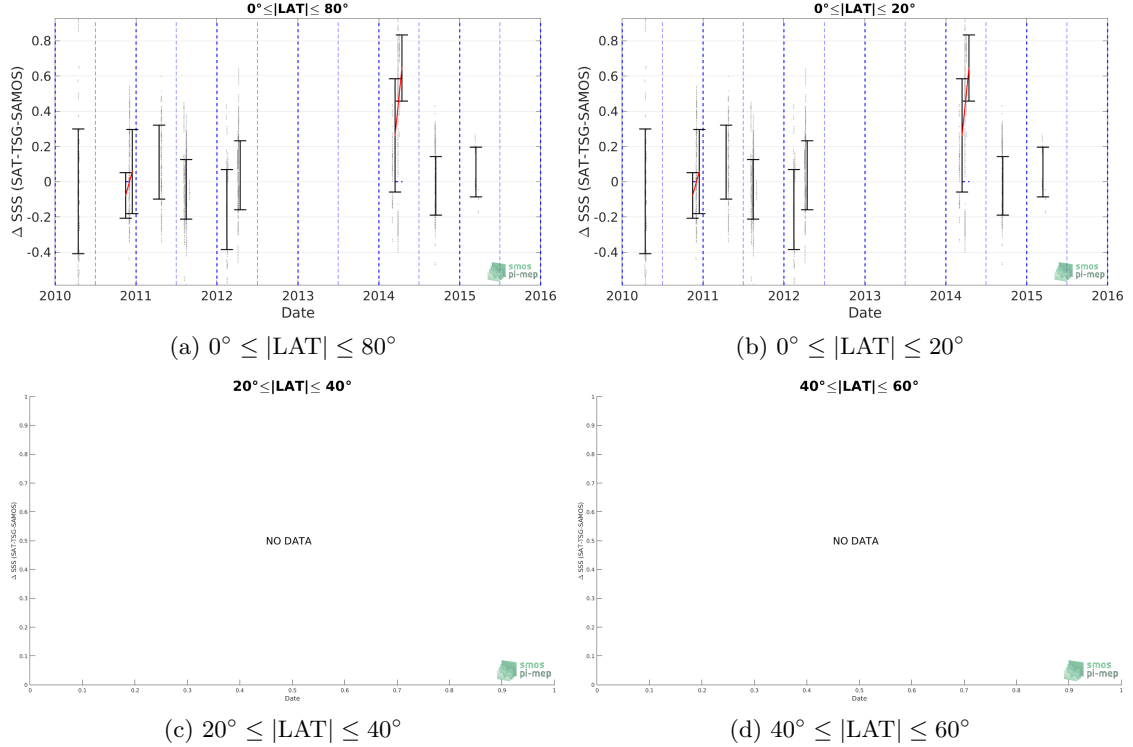 0°≤|LAT|≤ 80°
0.8
0.6
0.4
0.2
0
-0.2
-0.4
Δ SSS (SAT-TSG-SAMOS)
2010 2011 2012 2013 2014 2015 2016
Date
smos
pi-mep
(a) 0° ≤ |LAT| ≤ 80°
0°≤|LAT|≤ 20°
0.8
0.6
0.4
0.2
0
-0.2
-0.4
Δ SSS (SAT-TSG-SAMOS)
2010 2011 2012 2013 2014 2015 2016
Date
smos
pi-mep
(b) 0° ≤ |LAT| ≤ 20°
20°≤|LAT|≤ 40°
1
0.9
0.8
0.7
0.6
0.5
0.4
0.3
0.2
0.1
0
Δ SSS (SAT-TSG-SAMOS)
NO DATA
0 0.1 0.2 0.3 0.4 0.5 0.6 0.7 0.8 0.9 1
Date
smos
pi-mep
(c) 20° ≤ |LAT| ≤ 40°
40°≤|LAT|≤ 60°
1
0.9
0.8
0.7
0.6
0.5
0.4
0.3
0.2
0.1
0
Δ SSS (SAT-TSG-SAMOS)
NO DATA
0 0.1 0.2 0.3 0.4 0.5 0.6 0.7 0.8 0.9 1
Date
smos
pi-mep
(d) 40° ≤ |LAT| ≤ 60°